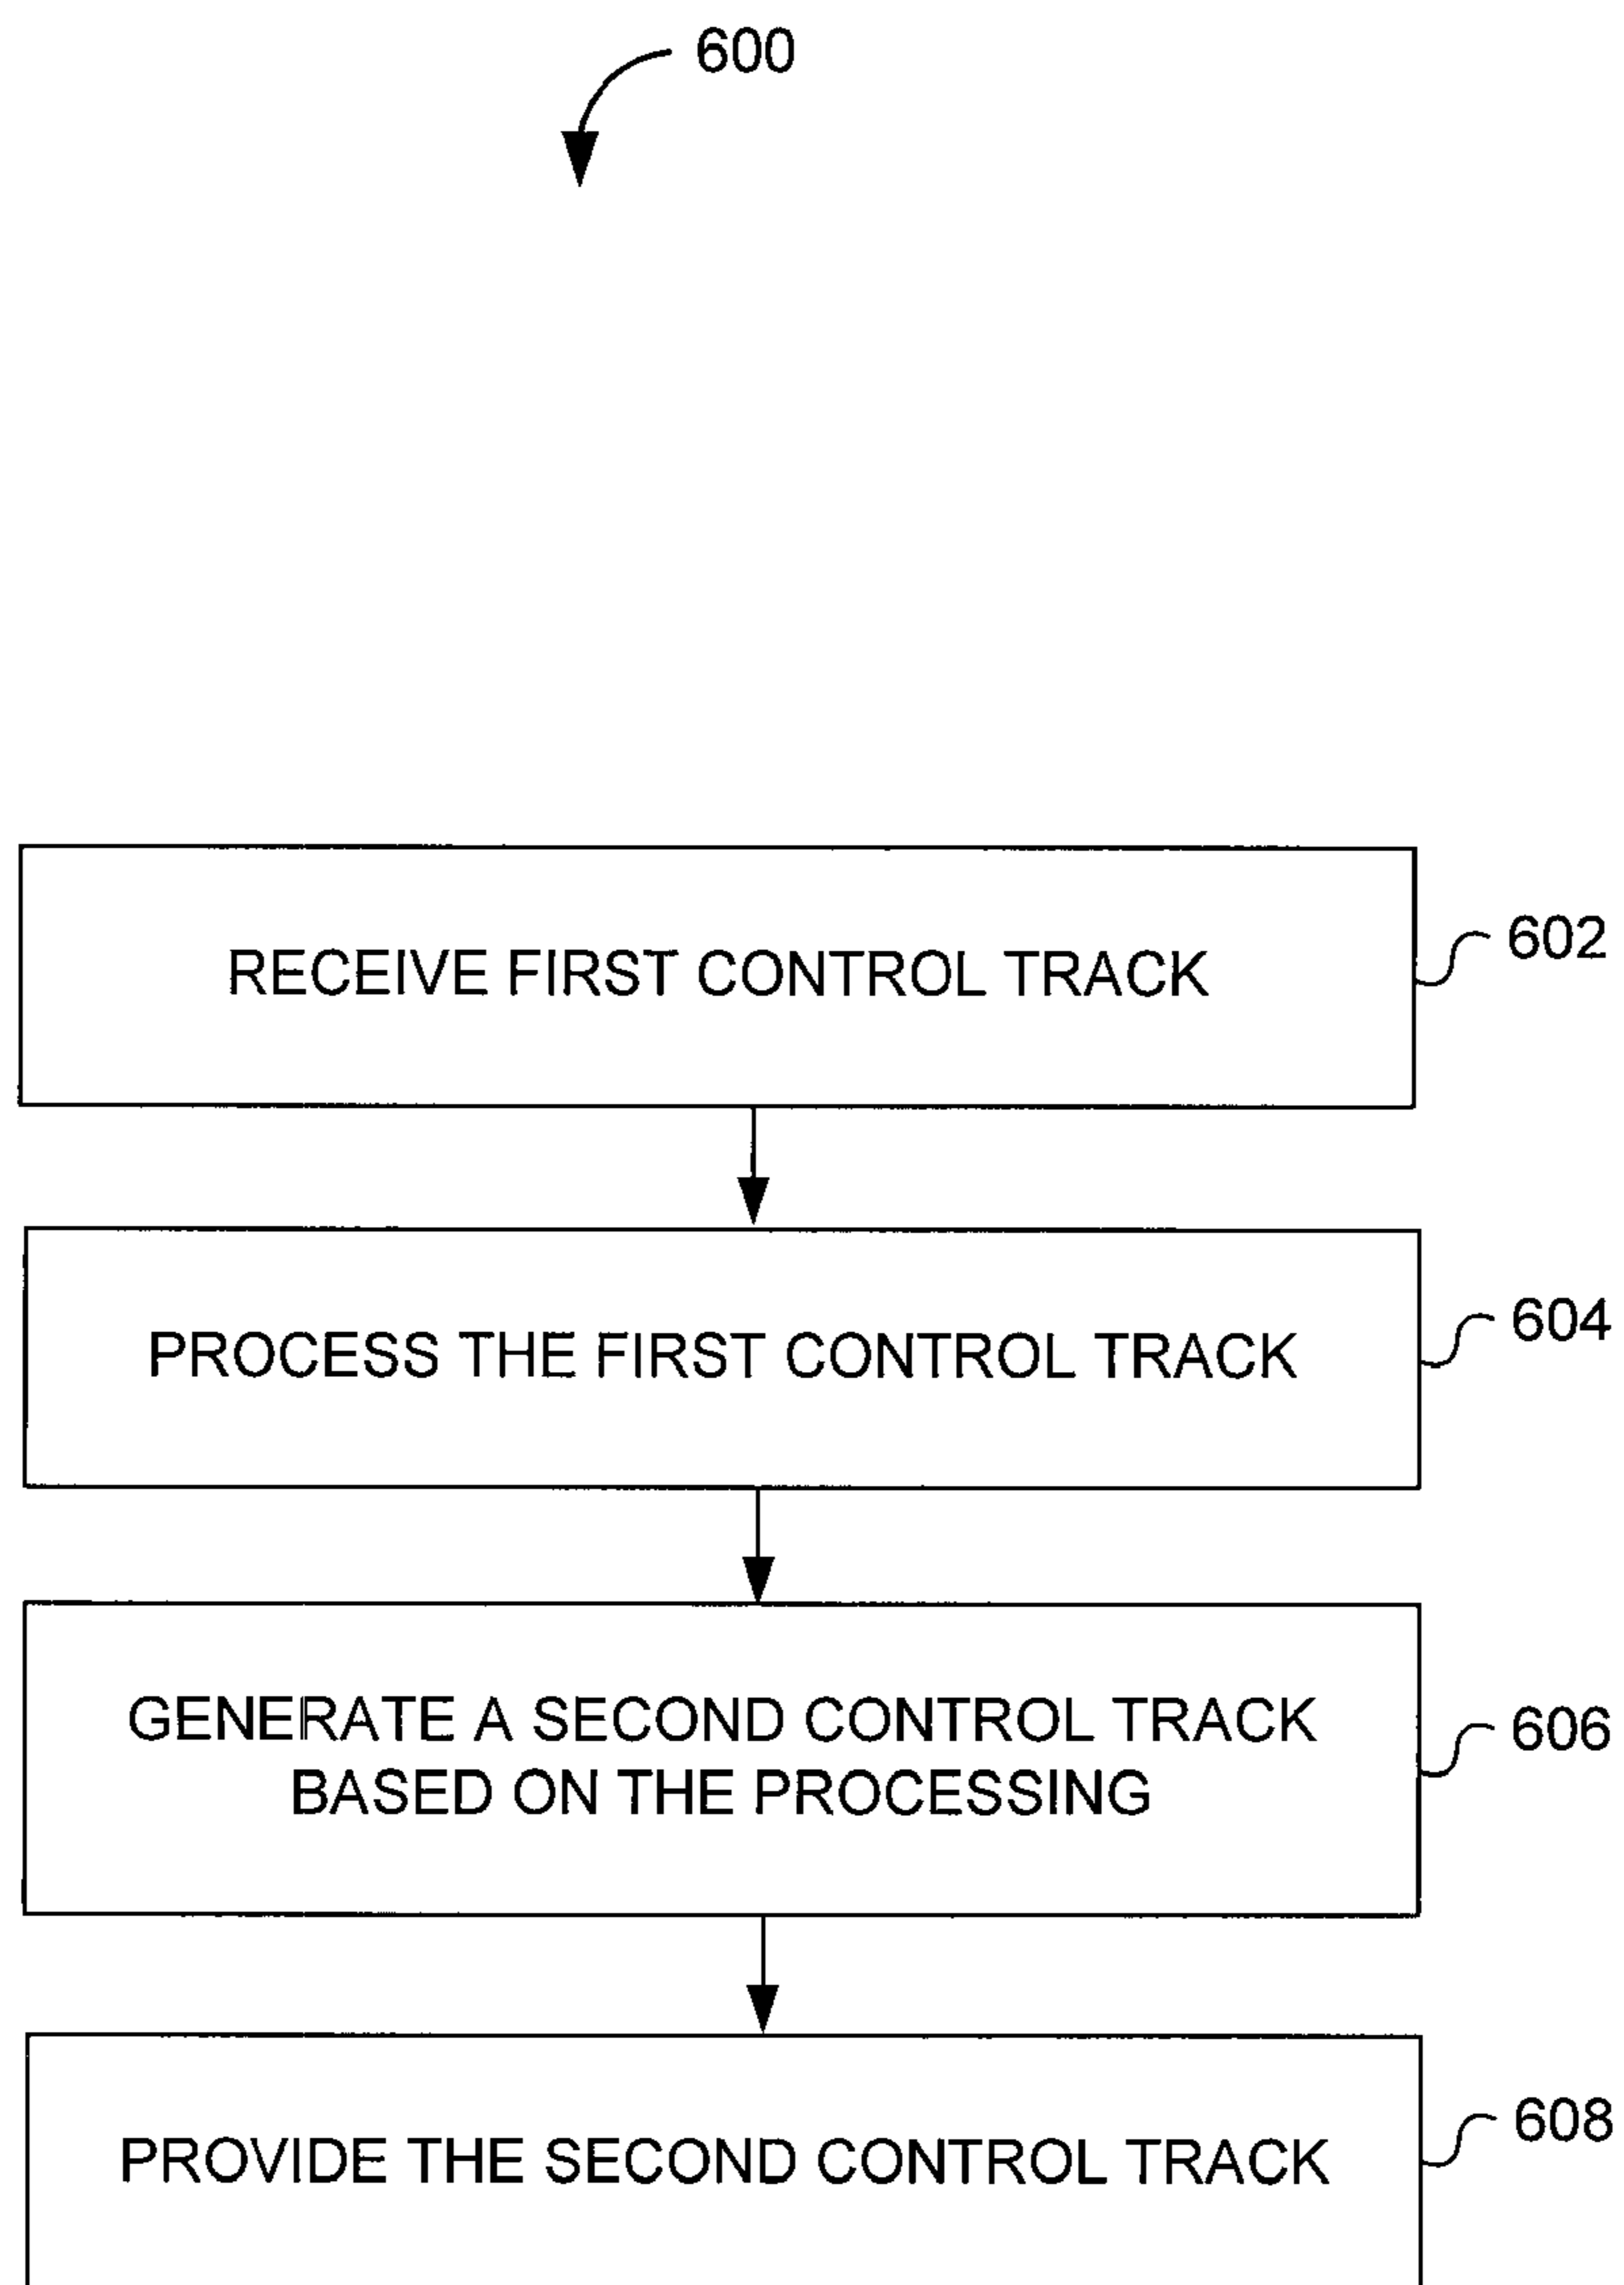 600
RECEIVE FIRST CONTROL TRACK
602
PROCESS THE FIRST CONTROL TRACK
604
GENERATE A SECOND CONTROL TRACK
BASED ON THE PROCESSING
606
PROVIDE THE SECOND CONTROL TRACK
608